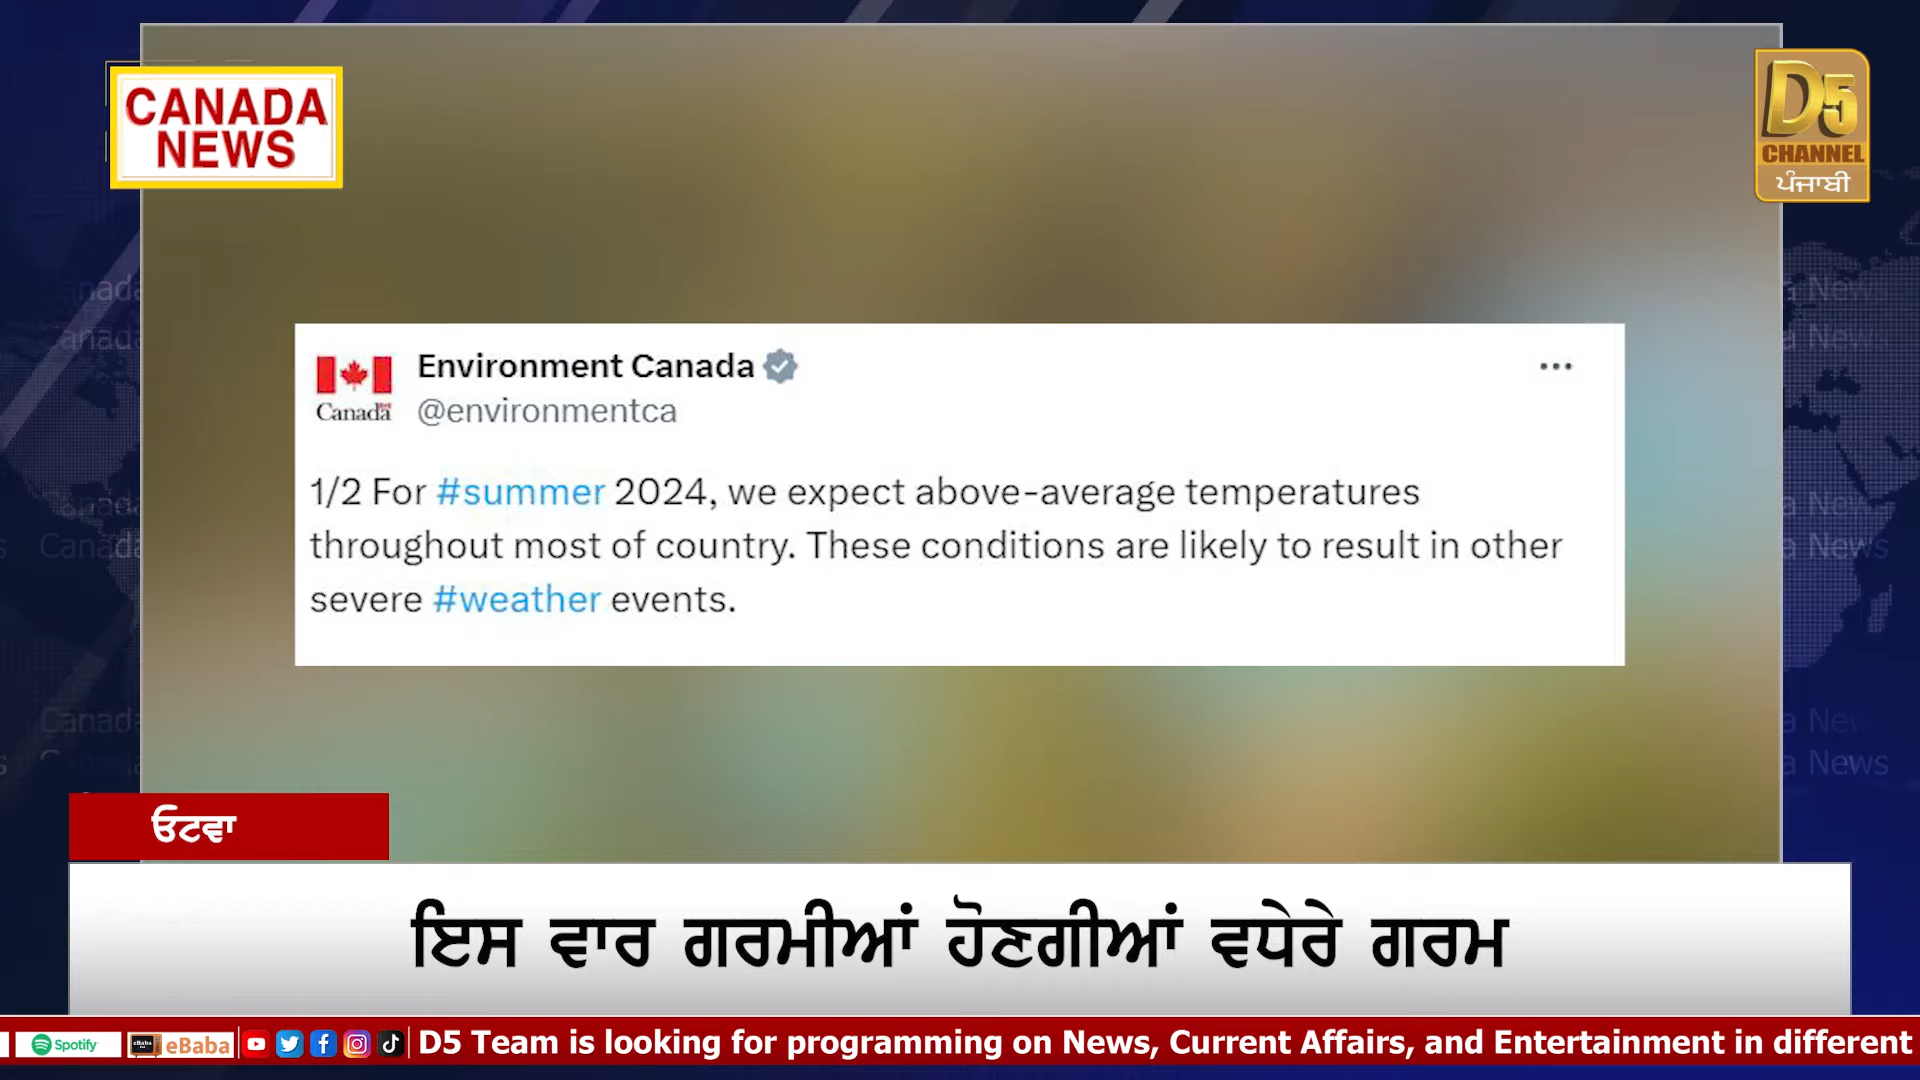 CANADA
NEWS
D5
CHANNEL
ਪੰਜਾਬੀ
Environment Canada
@environmentca
Canada
1/2 For #summer 2024, we expect above-average temperatures
throughout most of country. These conditions are likely to result in other
severe #weather events.
ਓਟਵਾ
ਇਸ ਵਾਰ ਗਰਮੀਆਂ ਹੋਣਗੀਆਂ ਵਧੇਰੇ ਗਰਮ
Spotify eBaba D5 Team is looking for programming on News, Current Affairs, and Entertainment in different